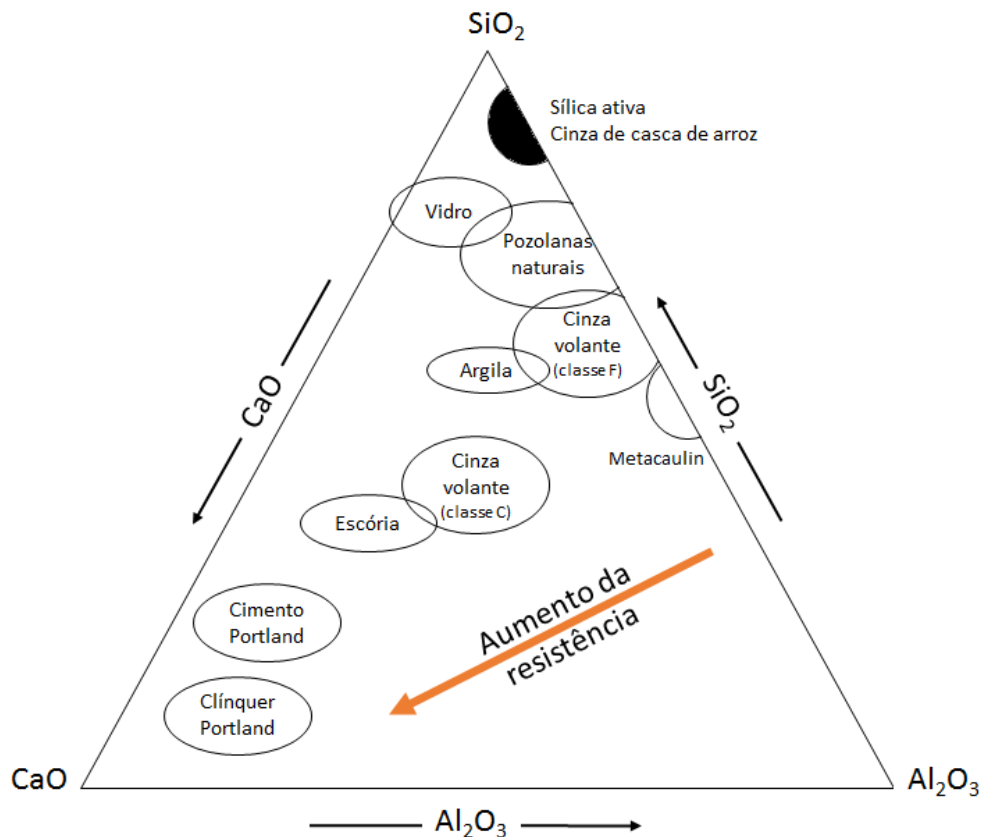 SiO₂
Sílica ativa
Cinza de casca de arroz
Vidro
Pozolanas
naturais
Cinza
volante
(classe F)
Argila
CaO
SiO₂
Metacaulin
Cinza
volante
(classe C)
Escória
Aumento da
resistência
Cimento
Portland
Clínquer
Portland
CaO
Al₂O₃
Al₂O₃